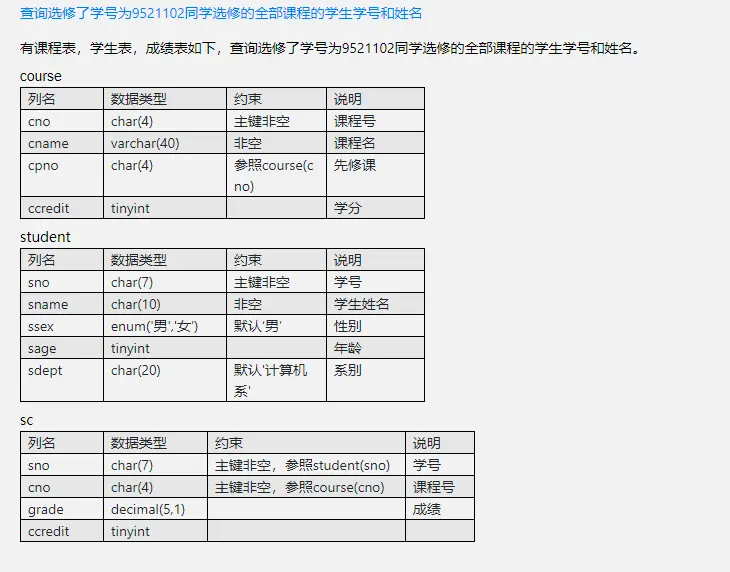 查询选修了学号为9521102同学选修的全部课程的学生学号和姓名
有课程表，学生表，成绩表如下，查询选修了学号为9521102同学选修的全部课程的学生学号和姓名。
course
列名 数据类型 约束 说明
cno char(4) 主键非空 课程号
cname varchar(40) 非空 课程名
cpno char(4) 参照course(c 先修课
no)
ccredit tinyint 学分
student
列名 数据类型 约束 说明
sno char(7) 主键非空 学号
sname char(10) 非空 学生姓名
ssex enum('男','女') 默认'男' 性别
sage tinyint 年龄
sdept char(20) 默认'计算机 系别
系'
sc
列名 数据类型 约束 说明
sno char(7) 主键非空，参照student(sno) 学号
cno char(4) 主键非空，参照course(cno) 课程号
grade decimal(5,1) 成绩
ccredit tinyint